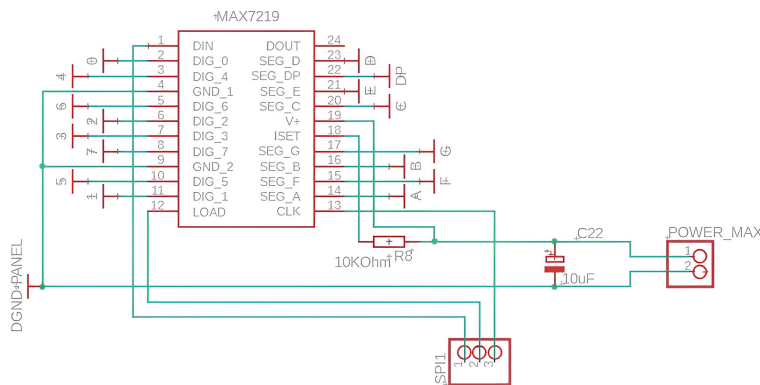 MAX7219
1 DIN DOUT 24
0 2 DIG_0 SEG_D 23 D
4 3 DIG_4 SEG_DP 22 DP
4 GND_1 SEG_E 21 E
6 5 DIG_6 SEG_C 20 C
2 6 DIG_2 V+ 19
3 7 DIG_3 ISET 18
7 8 DIG_7 SEG_G 17 G
9 GND_2 SEG_B 16 B
5 10 DIG_5 SEG_F 15 F
1 11 DIG_1 SEG_A 14 A
12 LOAD CLK 13
C22
POWER_MAX
10KOhm R8
1
2
10uF
DGND-PANEL
SPI1
1 2 3